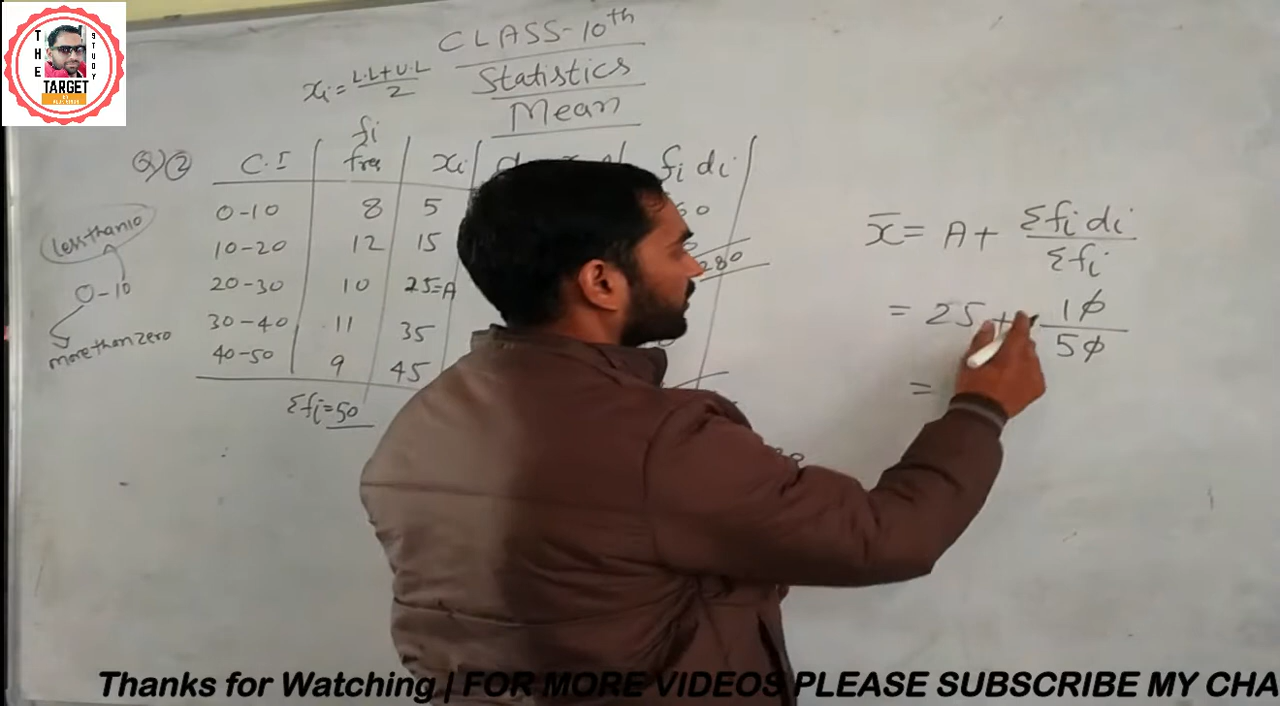 THE
STUDY
TARGET
CLASS-10th
Statistics
Mean
xi = L.L+U.L / 2
Q) 2
C.I | fi fre | xi | fi di
0-10 8 5
10-20 12 15
20-30 10 25=A 280
30-40 11 35
40-50 9 45
Σfi=50
less than 10
0-10
more than zero
x̄ = A + Σfi di / Σfi
= 25 + 10 / 50
=
Thanks for Watching | FOR MORE VIDEOS PLEASE SUBSCRIBE MY CHA